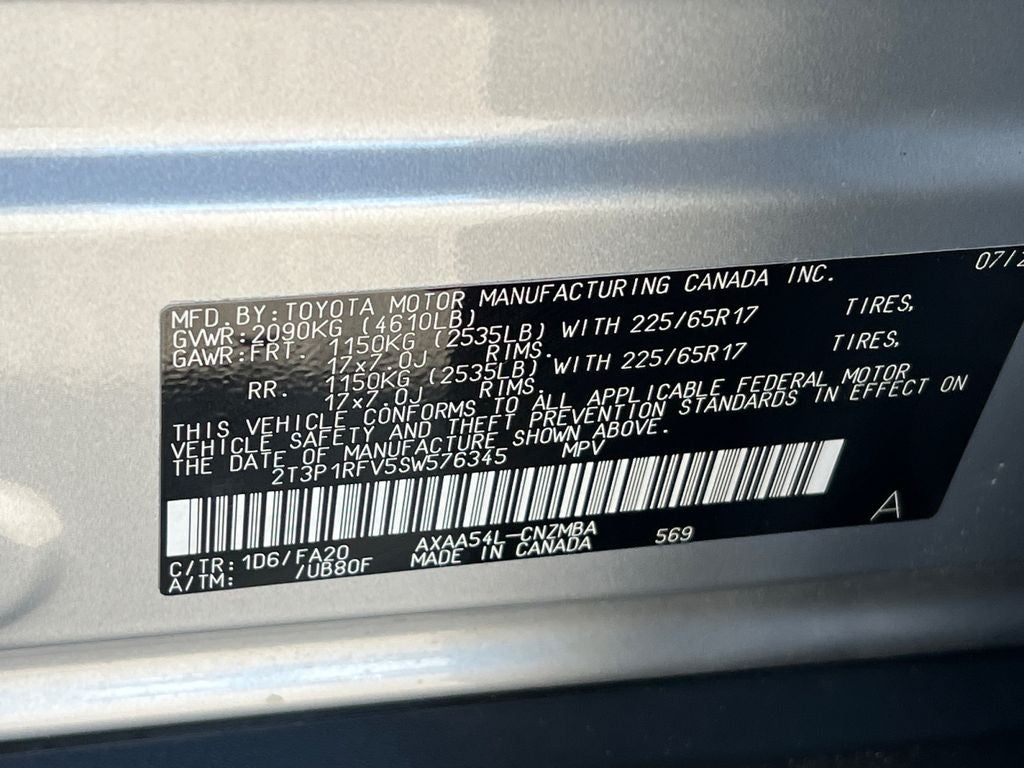 07/2
MFD. BY: TOYOTA MOTOR MANUFACTURING CANADA INC.
GVWR: 2090KG (4610LB)
GAWR: FRT. 1150KG (2535LB) WITH 225/65R17 TIRES,
17×7.0J RIMS.
RR. 1150KG (2535LB) WITH 225/65R17 TIRES,
17×7.0J RIMS.
THIS VEHICLE CONFORMS TO ALL APPLICABLE FEDERAL MOTOR
VEHICLE SAFETY AND THEFT PREVENTION STANDARDS IN EFFECT ON
THE DATE OF MANUFACTURE SHOWN ABOVE.
2T3P1RFV5SW576345 MPV
C/TR: 1D6/FA20 AXAA54L-CNZMBA 569 A
A/TM: /UB80F MADE IN CANADA